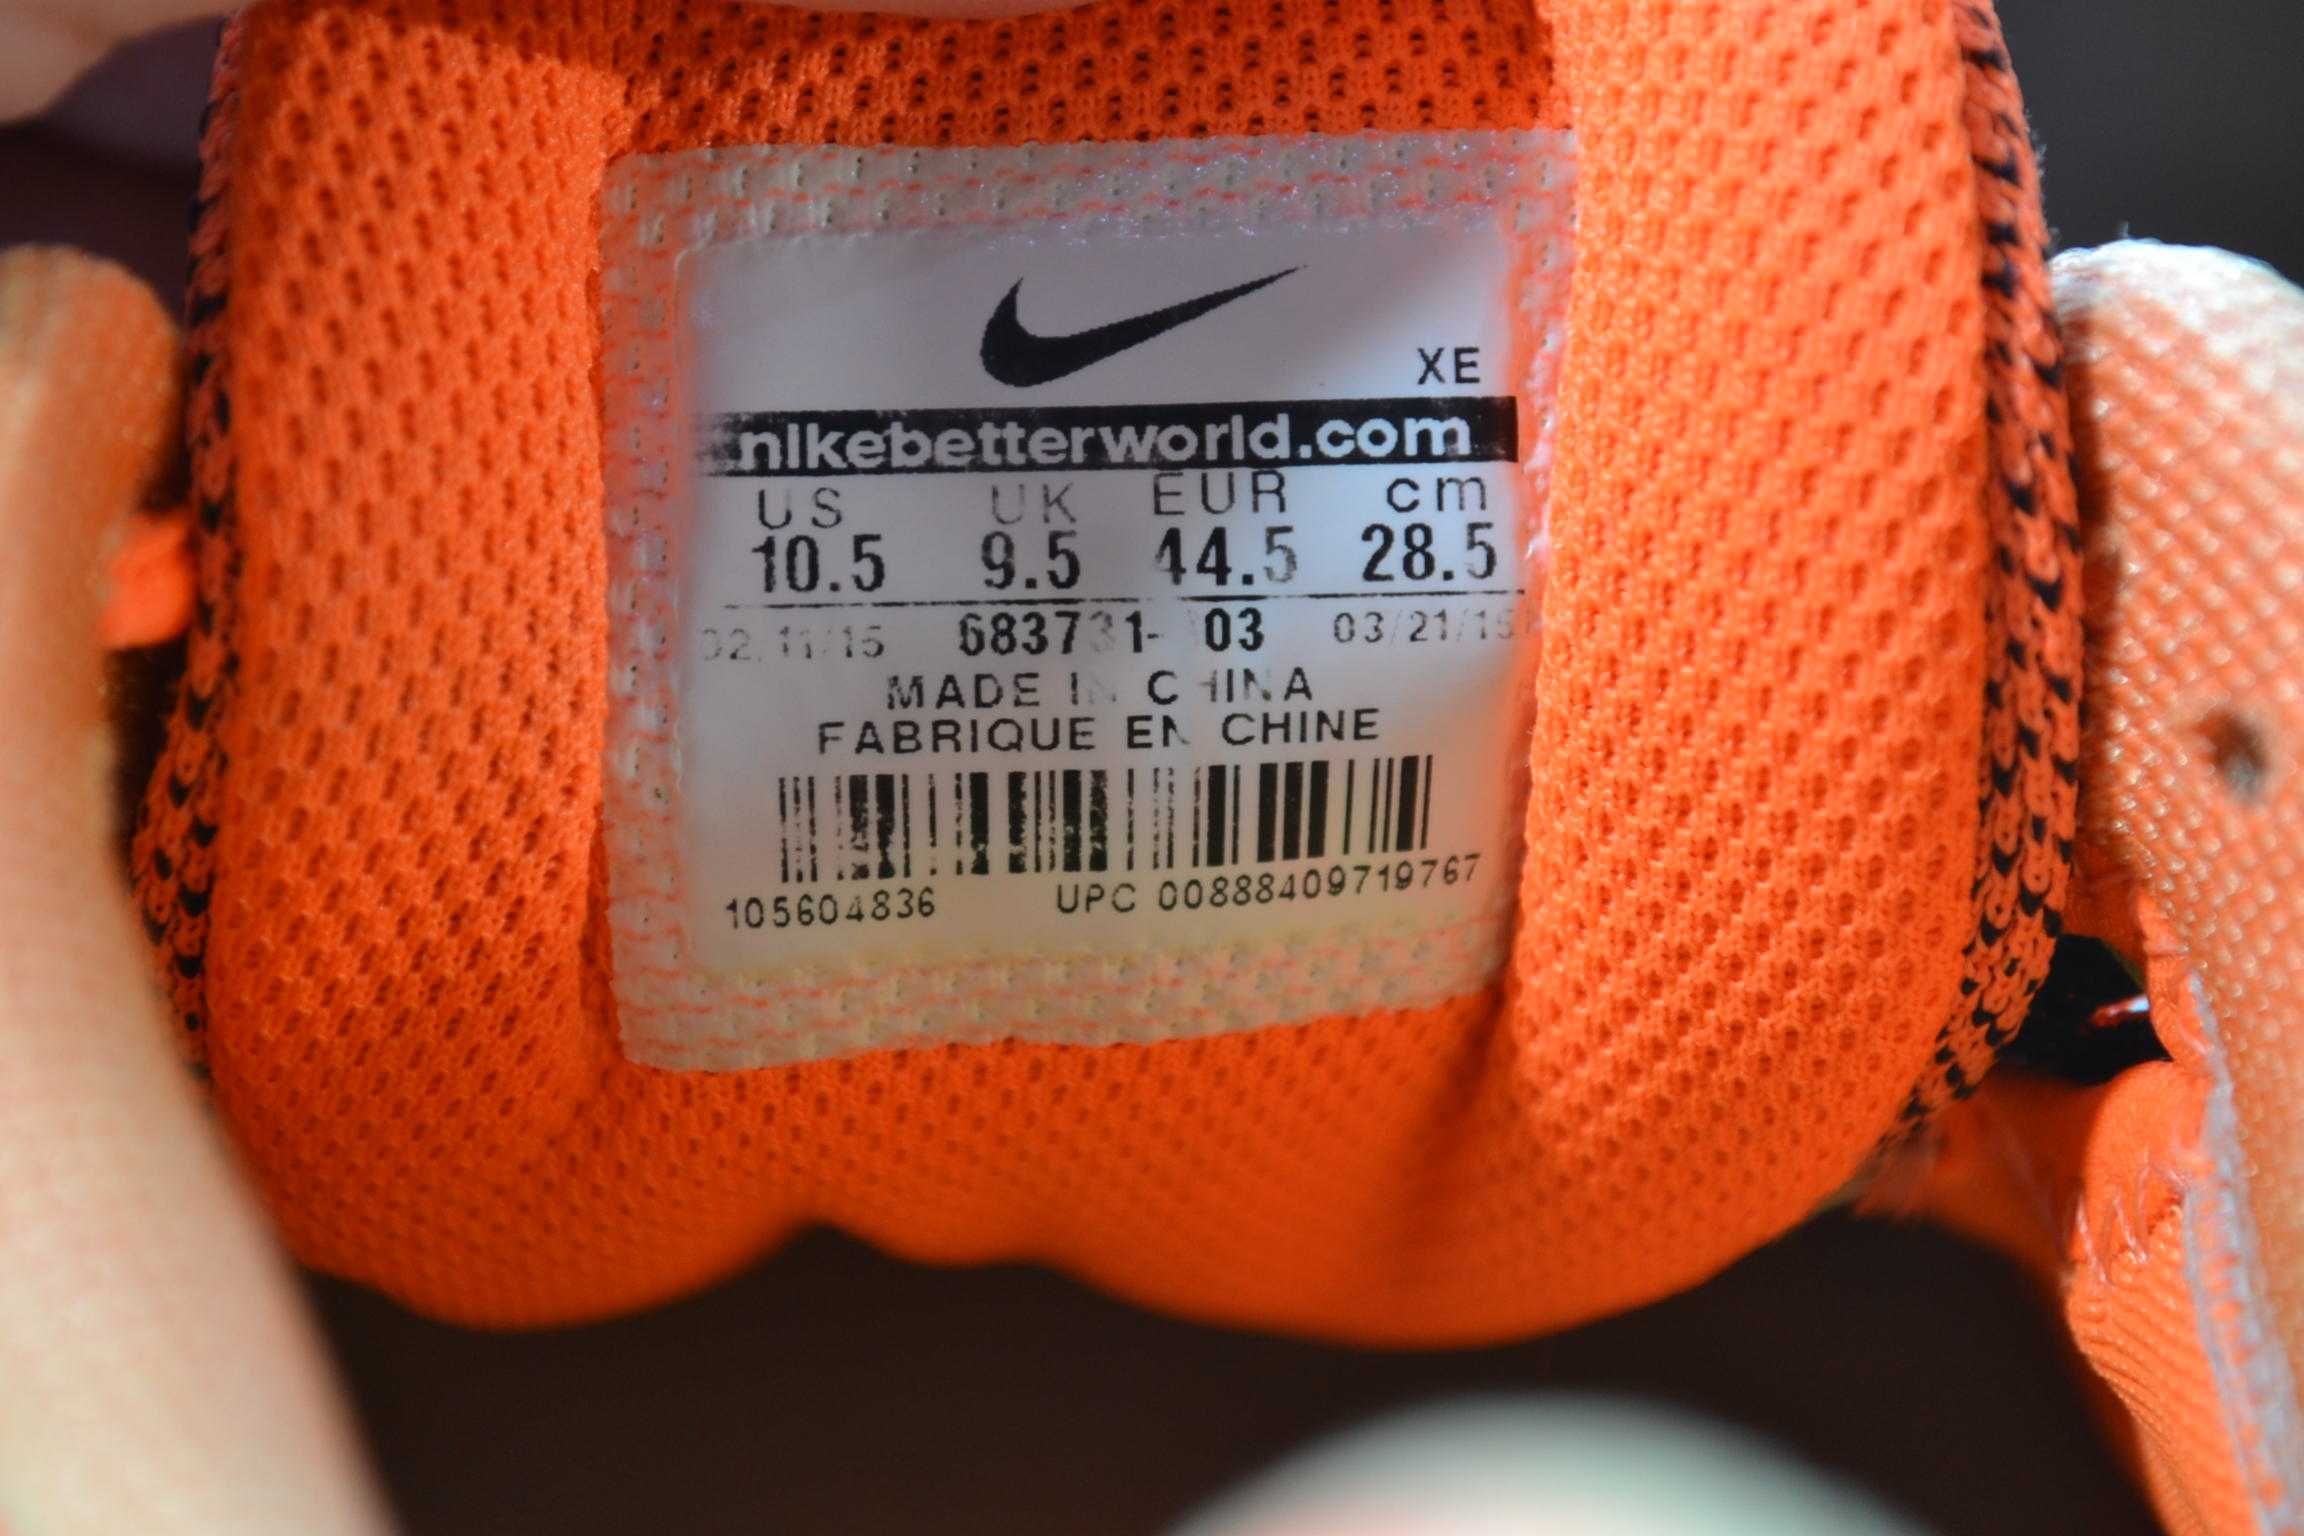 XE
nikebetterworld.com
US UK EUR cm
10.5 9.5 44.5 28.5
02/11/15 683731- 03 03/21/15
MADE IN CHINA
FABRIQUE EN CHINE
105604836 UPC 00888409719767